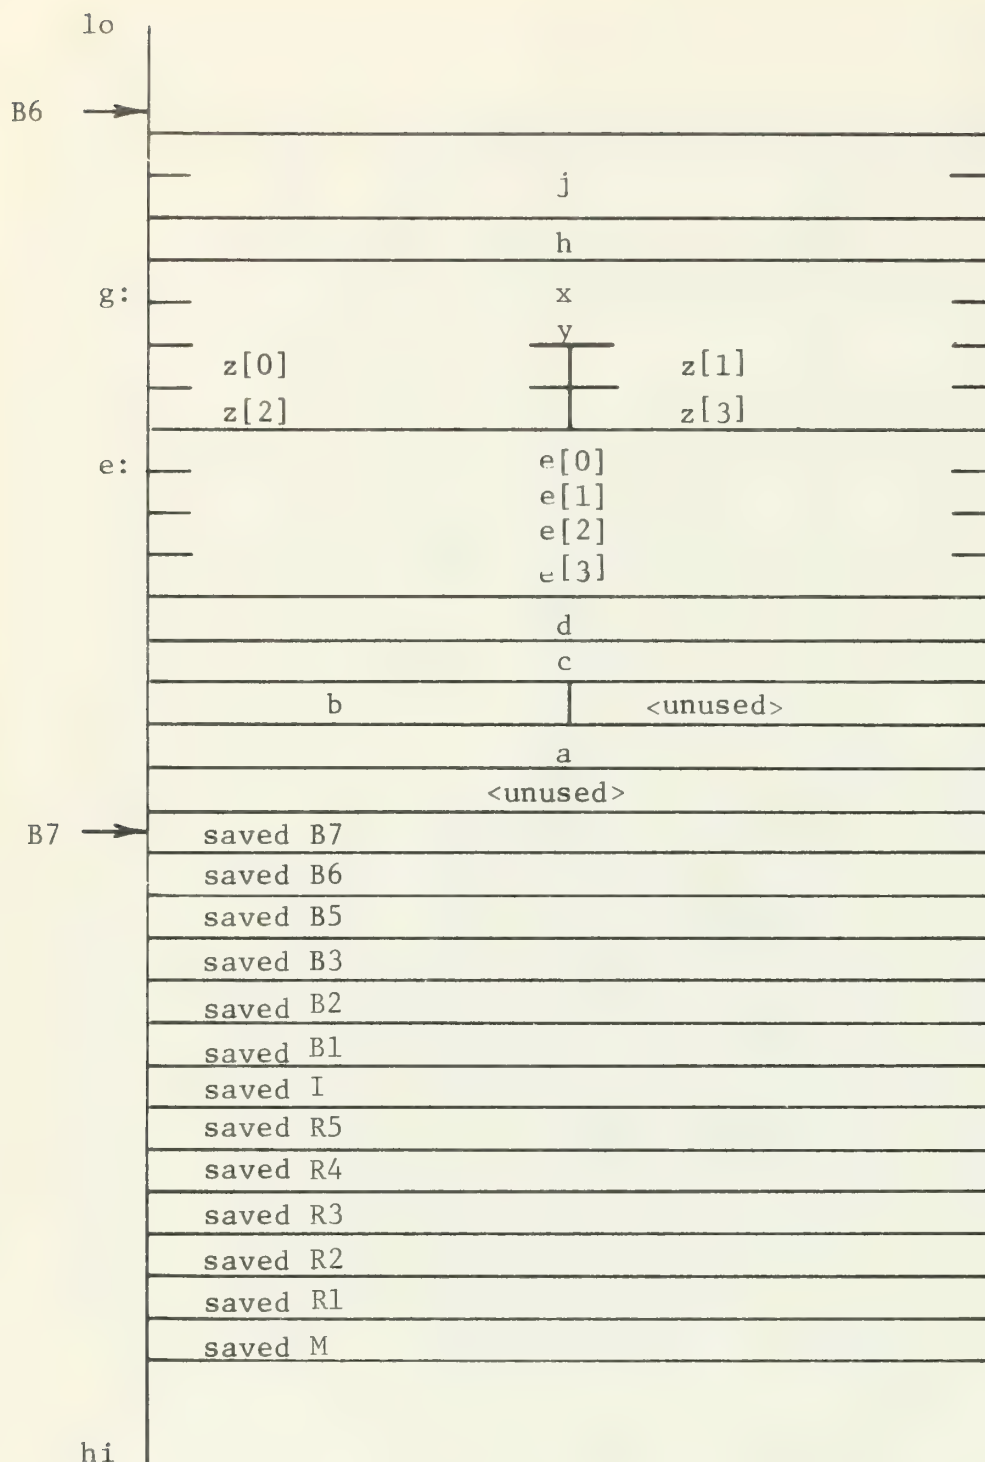 lo
B6
j
h
g: x
y
z[0] z[1]
z[2] z[3]
e: e[0]
e[1]
e[2]
e[3]
d
c
b <unused>
a
<unused>
B7 saved B7
saved B6
saved B5
saved B3
saved B2
saved B1
saved I
saved R5
saved R4
saved R3
saved R2
saved R1
saved M
hi